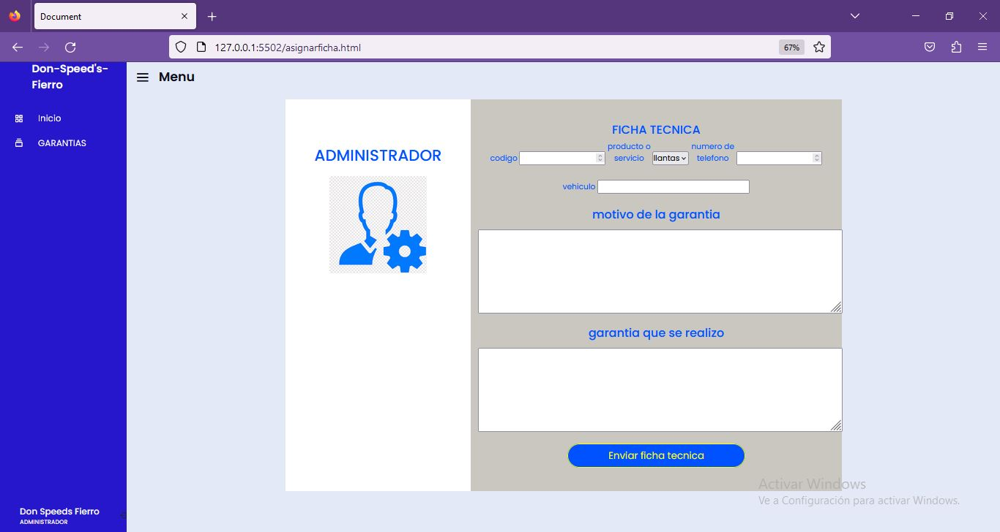 Document
127.0.0.1:5502/asignarficha.html
67%
Don-Speed's-
Fierro
Menu
Inicio
GARANTIAS
ADMINISTRADOR
FICHA TECNICA
codigo
producto o
servicio
llantas
numero de
telefono
vehiculo
motivo de la garantia
garantia que se realizo
Enviar ficha tecnica
Don Speeds Fierro
ADMINISTRADOR
Activar Windows
Ve a Configuración para activar Windows.